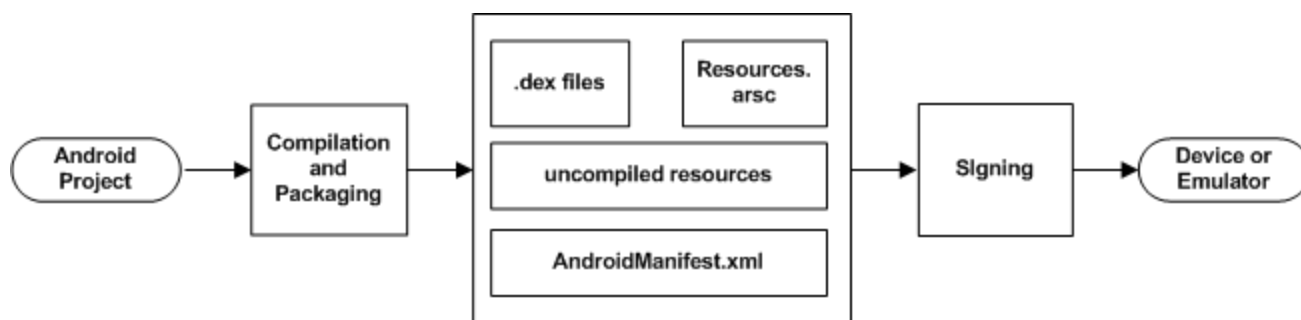 Android
Project
Compilation
and
Packaging
.dex files
Resources.
arsc
uncompiled resources
AndroidManifest.xml
SIgning
Device or
Emulator